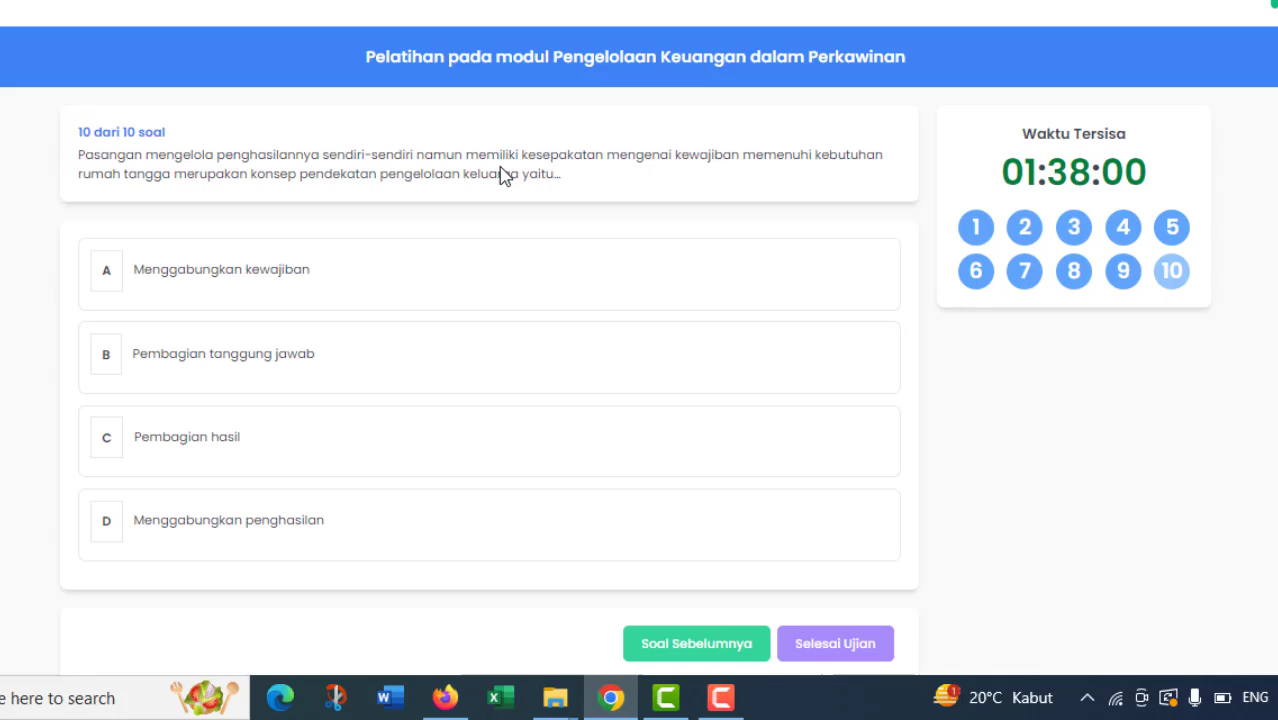 Pelatihan pada modul Pengelolaan Keuangan dalam Perkawinan
10 dari 10 soal
Pasangan mengelola penghasilannya sendiri-sendiri namun memiliki kesepakatan mengenai kewajiban memenuhi kebutuhan
rumah tangga merupakan konsep pendekatan pengelolaan keluarga yaitu...
A Menggabungkan kewajiban
B Pembagian tanggung jawab
C Pembagian hasil
D Menggabungkan penghasilan
Soal Sebelumnya Selesai Ujian
Waktu Tersisa
01:38:00
1 2 3 4 5
6 7 8 9 10
e here to search
1 20°C Kabut ENG